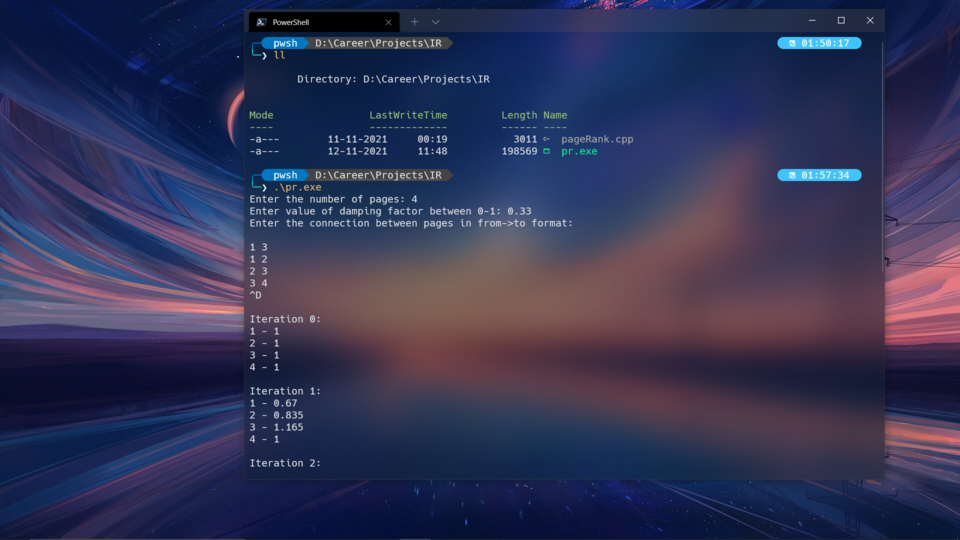 PowerShell
pwsh D:\Career\Projects\IR 01:50:17
❯ ll
Directory: D:\Career\Projects\IR
Mode LastWriteTime Length Name
---- ------------- ------ ----
-a--- 11-11-2021 00:19 3011 pageRank.cpp
-a--- 12-11-2021 11:48 198569 pr.exe
pwsh D:\Career\Projects\IR 01:57:34
❯ .\pr.exe
Enter the number of pages: 4
Enter value of damping factor between 0-1: 0.33
Enter the connection between pages in from->to format:
1 3
1 2
2 3
3 4
^D
Iteration 0:
1 - 1
2 - 1
3 - 1
4 - 1
Iteration 1:
1 - 0.67
2 - 0.835
3 - 1.165
4 - 1
Iteration 2: